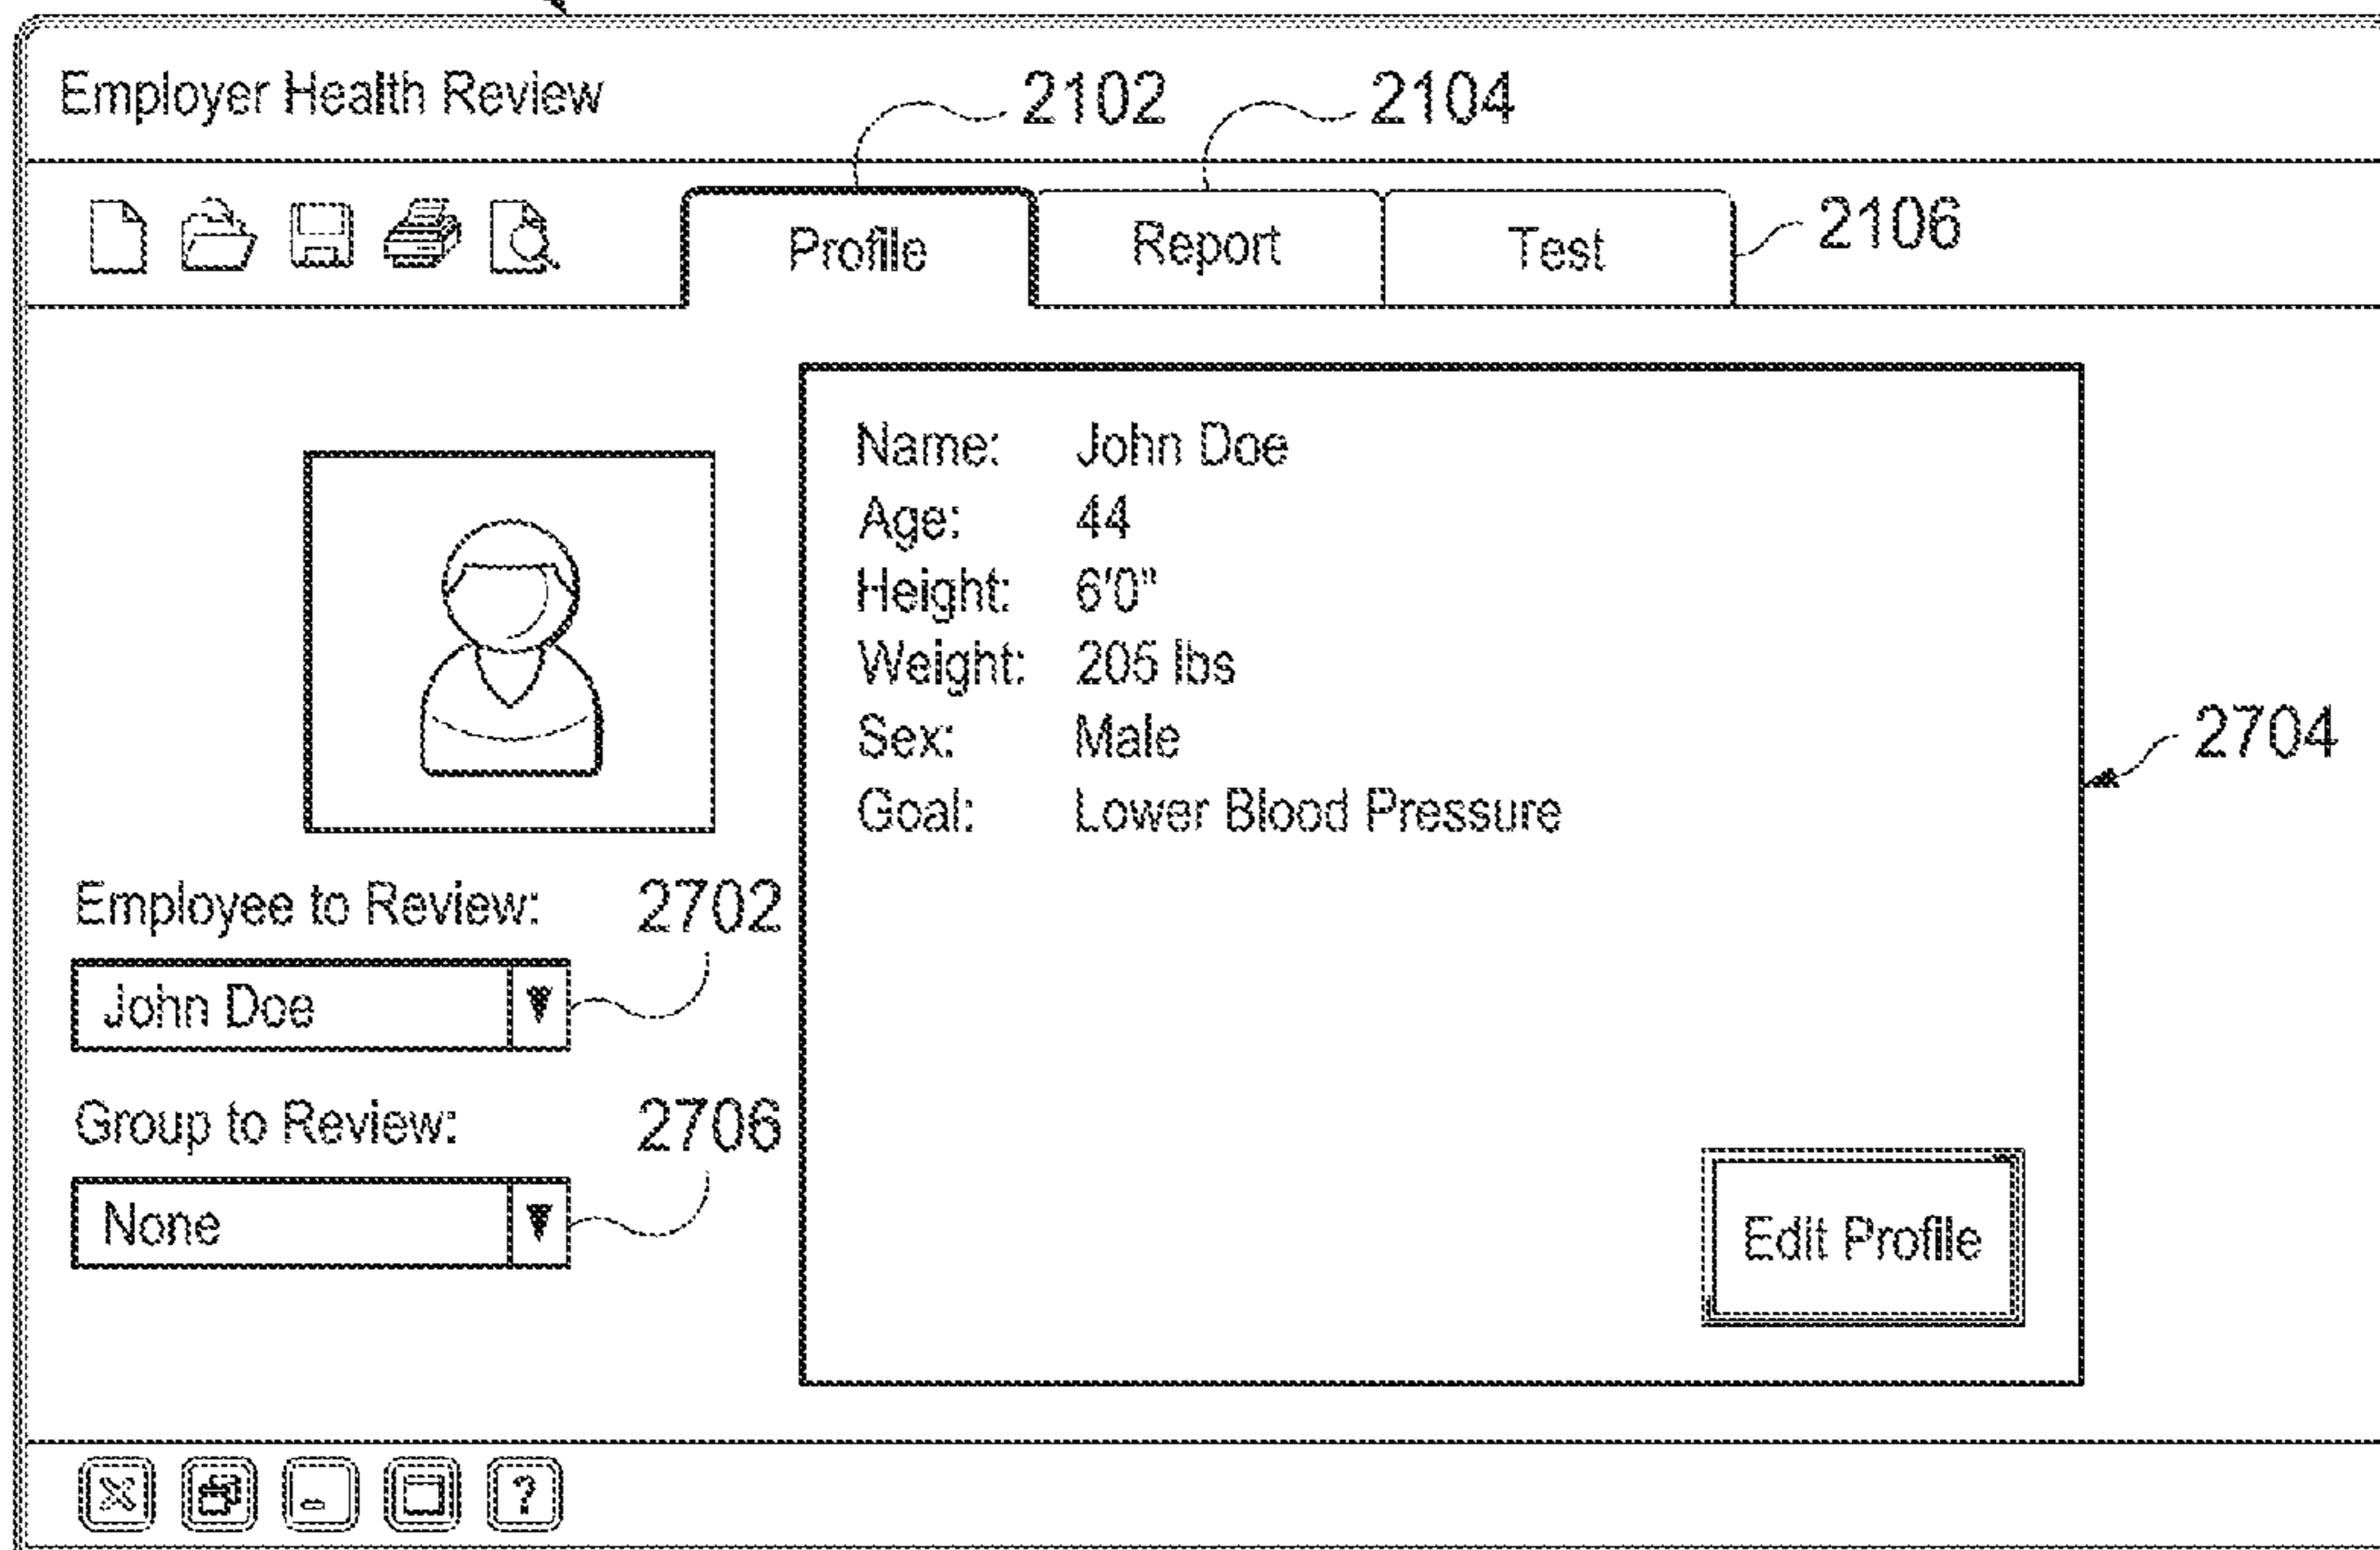 Employer Health Review
2102
2104
Profile
Report
Test
2106
Name: John Doe
Age: 44
Height: 6'0"
Weight: 205 lbs
Sex: Male
Goal: Lower Blood Pressure
2704
Employee to Review:
2702
John Doe
Group to Review:
2706
None
Edit Profile
?